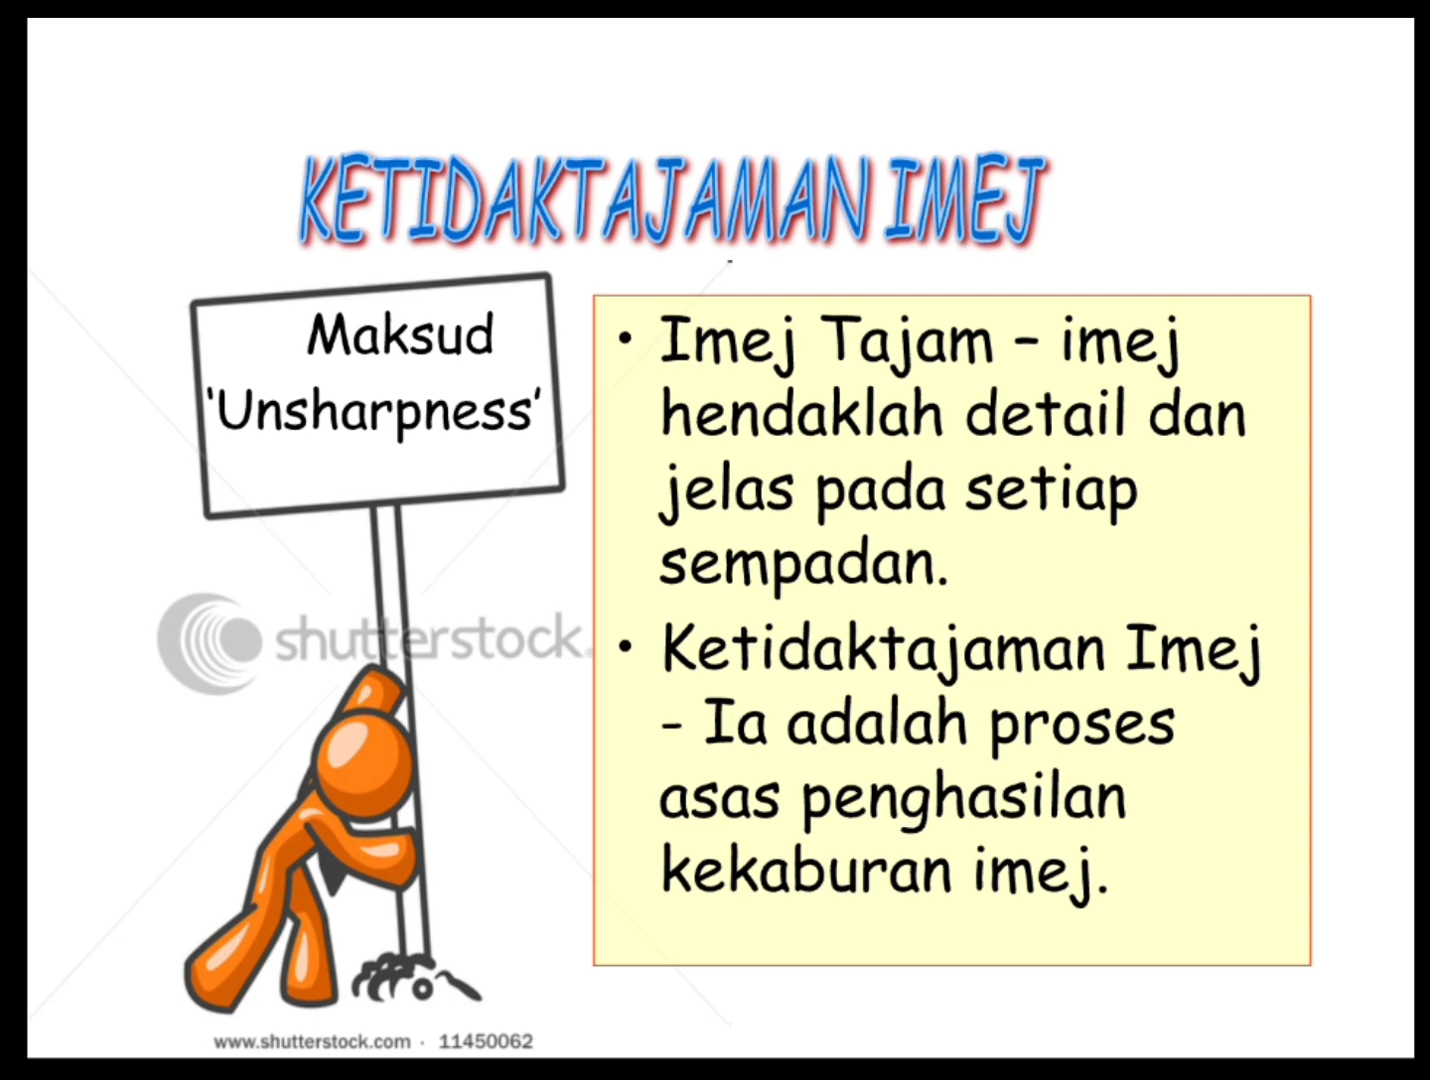 KETIDAKTAJAMAN IMEJ
Maksud
‘Unsharpness’
• Imej Tajam – imej
hendaklah detail dan
jelas pada setiap
sempadan.
• Ketidaktajaman Imej
- Ia adalah proses
asas penghasilan
kekaburan imej.
shutterstock.
www.shutterstock.com · 11450062